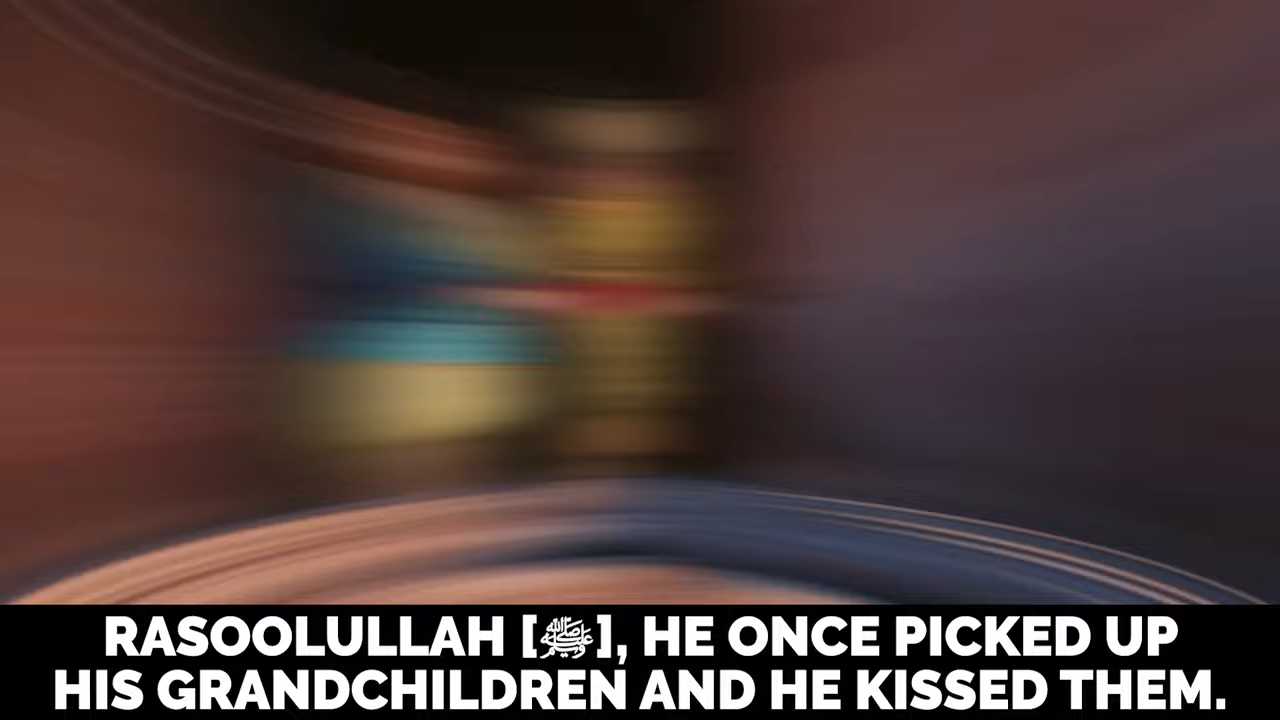 RASOOLULLAH [ﷺ], HE ONCE PICKED UP
HIS GRANDCHILDREN AND HE KISSED THEM.